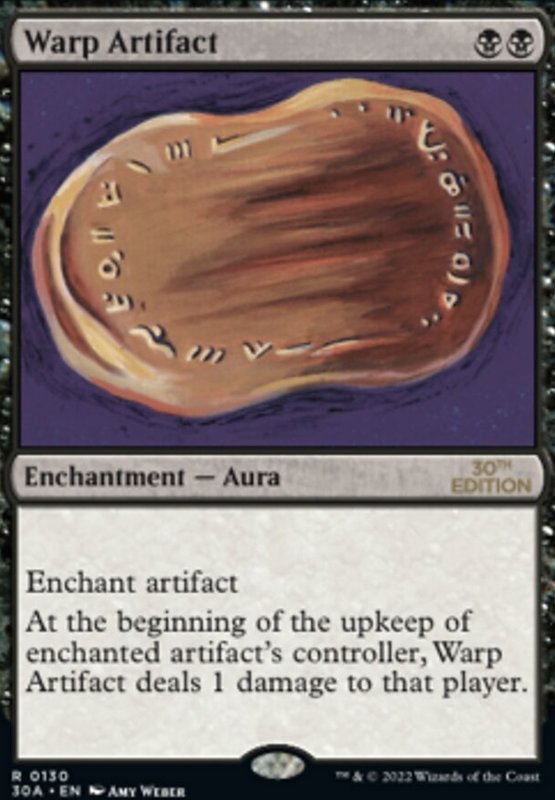 Warp Artifact
Enchantment — Aura
30TH
EDITION
Enchant artifact
At the beginning of the upkeep of
enchanted artifact's controller, Warp
Artifact deals 1 damage to that player.
R 0130
30A • EN AMY WEBER
™ & © 2022 Wizards of the Coast